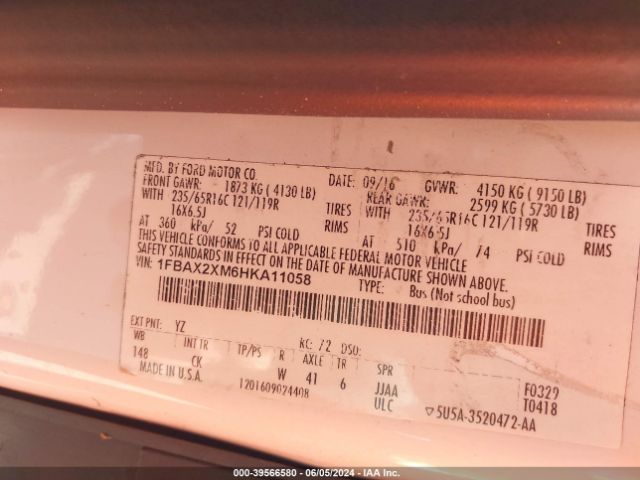 MFD. BY FORD MOTOR CO.
DATE: 09/16 GVWR: 4150 KG ( 9150 LB)
FRONT GAWR: 1873 KG ( 4130 LB)
REAR GAWR: 2599 KG ( 5730 LB)
WITH 235/65R16C 121/119R TIRES
WITH 235/65R16C 121/119R TIRES
16X6.5J RIMS
16X6.5J RIMS
AT 360 kPa/ 52 PSI COLD
AT 510 kPa/ 74 PSI COLD
THIS VEHICLE CONFORMS TO ALL APPLICABLE FEDERAL MOTOR VEHICLE
SAFETY STANDARDS IN EFFECT ON THE DATE OF MANUFACTURE SHOWN ABOVE.
VIN: 1FBAX2XM6HKA11058
TYPE: Bus (Not school bus)
EXT PNT: YZ RC: 72 DSO:
WB INT TR TP/PS R AXLE TR SPR
148 CK W 41 6 JJAA F0329
MADE IN U.S.A. 1201609024408 ULC T0418
▽5U5A-3520472-AA
000-39566580 - 06/05/2024 - IAA Inc.